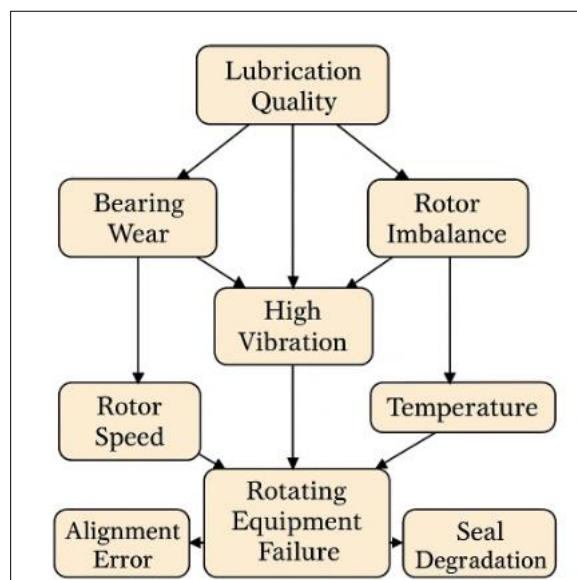 Lubrication
Quality
Bearing
Wear
Rotor
Imbalance
High
Vibration
Rotor
Speed
Temperature
Rotating
Equipment
Failure
Alignment
Error
Seal
Degradation